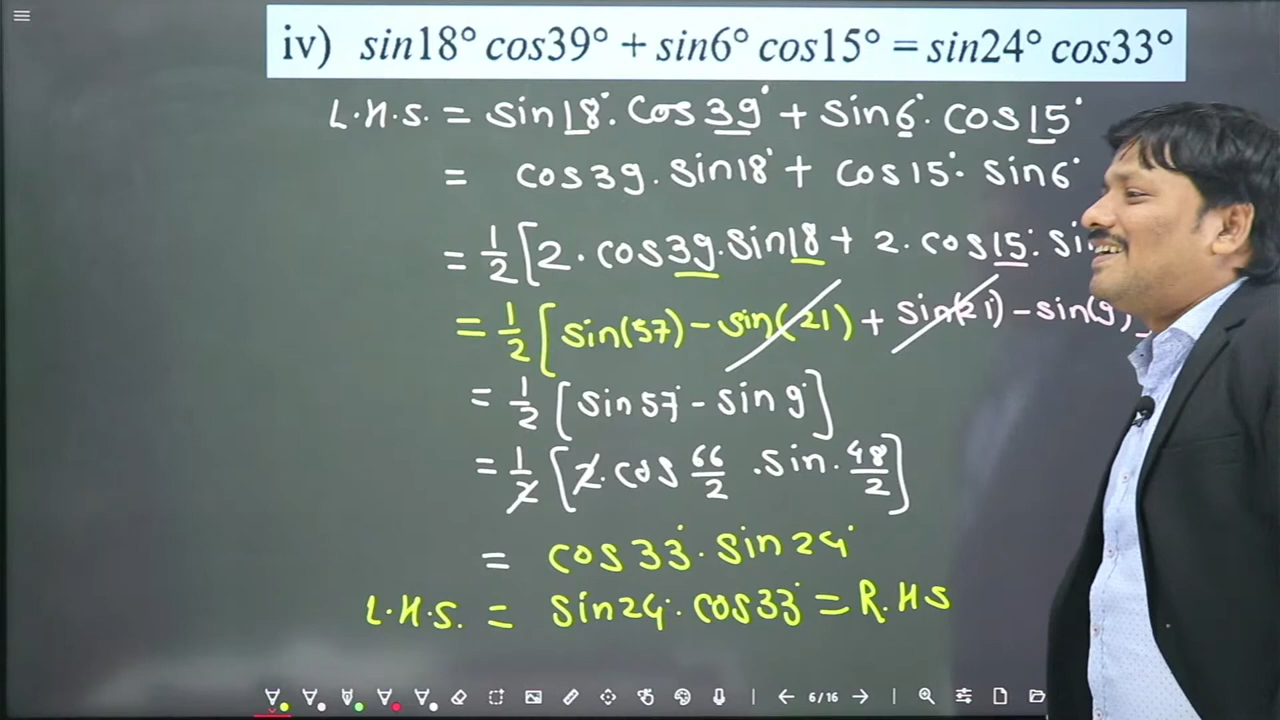 iv) sin18° cos39° + sin6° cos15° = sin24° cos33°
L.H.S. = sin18°. cos39° + sin6°. cos15°
= cos39. sin18° + cos15°. sin6°
= 1/2 [2. cos39. sin18 + 2. cos15. si
= 1/2 [sin(57) - sin(21) + sin(21) - sin(9)
= 1/2 [sin57° - sin9°]
= 1/2 [2. cos 66/2 . sin. 48/2]
= cos33°. sin24°
L.H.S. = sin24°. cos33° = R.H.S
6/16